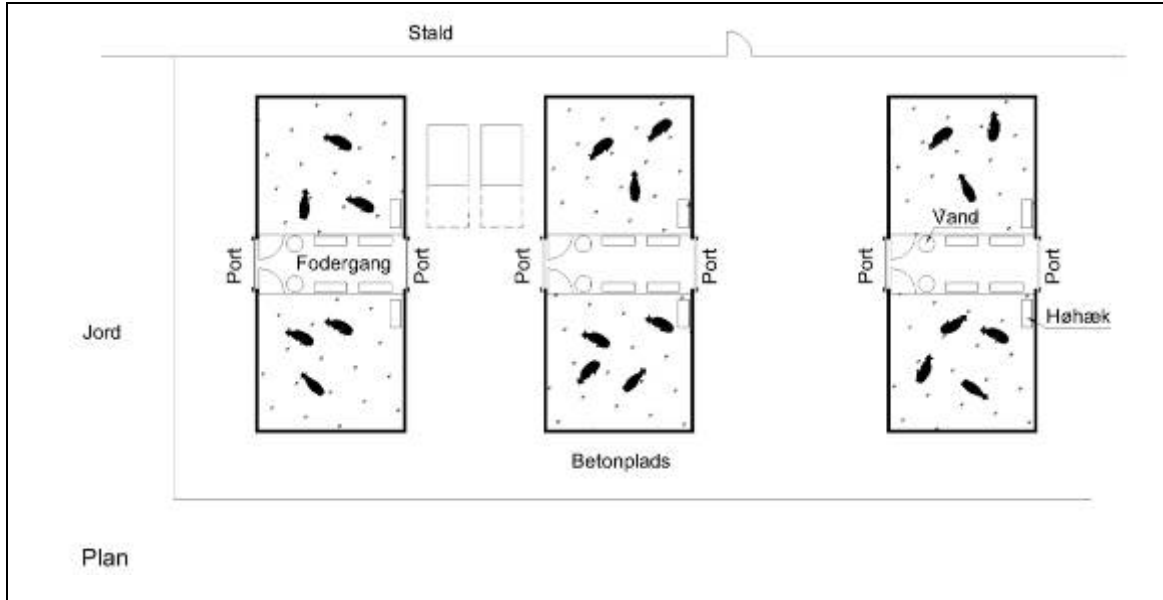 Stald
Vand
Port
Fodergang
Port
Port
Port
Port
Port
Høhæk
Jord
Betonplads
Plan